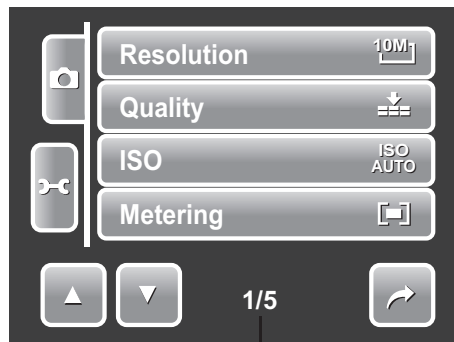 Resolution 10M
Quality
ISO ISO AUTO
Metering
1/5